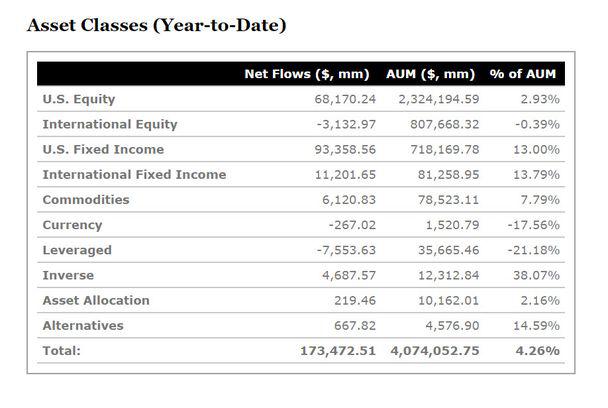 Asset Classes (Year-to-Date)
Net Flows ($, mm) AUM ($, mm) % of AUM
U.S. Equity 68,170.24 2,324,194.59 2.93%
International Equity -3,132.97 807,668.32 -0.39%
U.S. Fixed Income 93,358.56 718,169.78 13.00%
International Fixed Income 11,201.65 81,258.95 13.79%
Commodities 6,120.83 78,523.11 7.79%
Currency -267.02 1,520.79 -17.56%
Leveraged -7,553.63 35,665.46 -21.18%
Inverse 4,687.57 12,312.84 38.07%
Asset Allocation 219.46 10,162.01 2.16%
Alternatives 667.82 4,576.90 14.59%
Total: 173,472.51 4,074,052.75 4.26%